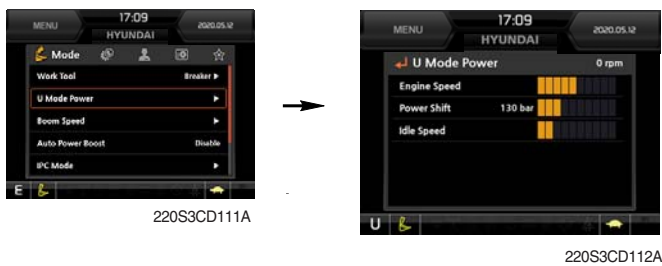 MENU 17:09 2020.05.12
HYUNDAI
Mode
Work Tool Breaker ▶
U Mode Power ▶
Boom Speed ▶
Auto Power Boost Disable
IPC Mode ▶
E
220S3CD111A
MENU 17:09 2020.05.12
HYUNDAI
U Mode Power 0 rpm
Engine Speed
Power Shift 130 bar
Idle Speed
U
220S3CD112A